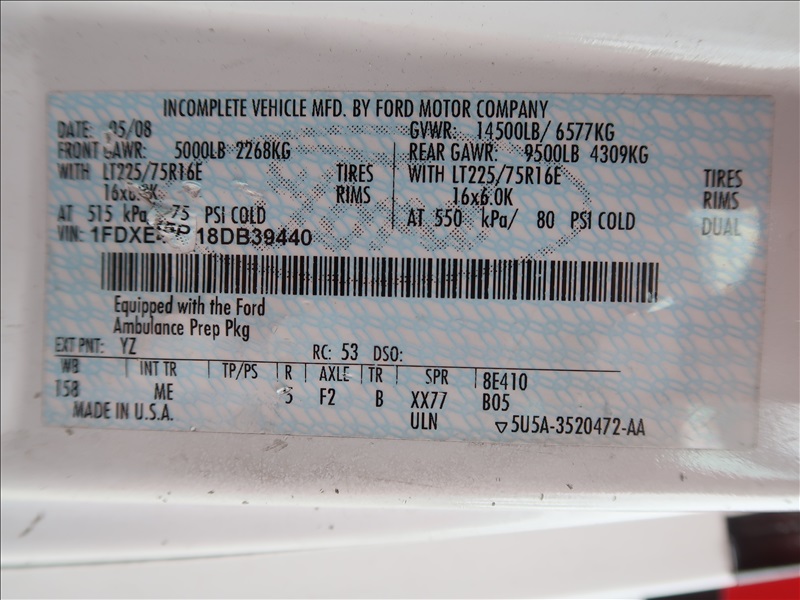 INCOMPLETE VEHICLE MFD. BY FORD MOTOR COMPANY
DATE: 05/08 GVWR: 14500LB/ 6577KG
FRONT GAWR: 5000LB 2268KG REAR GAWR: 9500LB 4309KG
WITH LT225/75R16E TIRES WITH LT225/75R16E TIRES
16x6.0K RIMS 16x6.0K RIMS
AT 515 kPa/ 75 PSI COLD AT 550 kPa/ 80 PSI COLD DUAL
VIN: 18DB39440
Equipped with the Ford
Ambulance Prep Pkg
EXT PNT: YZ RC: 53 DSO:
WB INT TR TP/PS R AXLE TR SPR 8E410
158 ME F2 B XX77 B05
MADE IN U.S.A. ULN ▽5U5A-3520472-AA